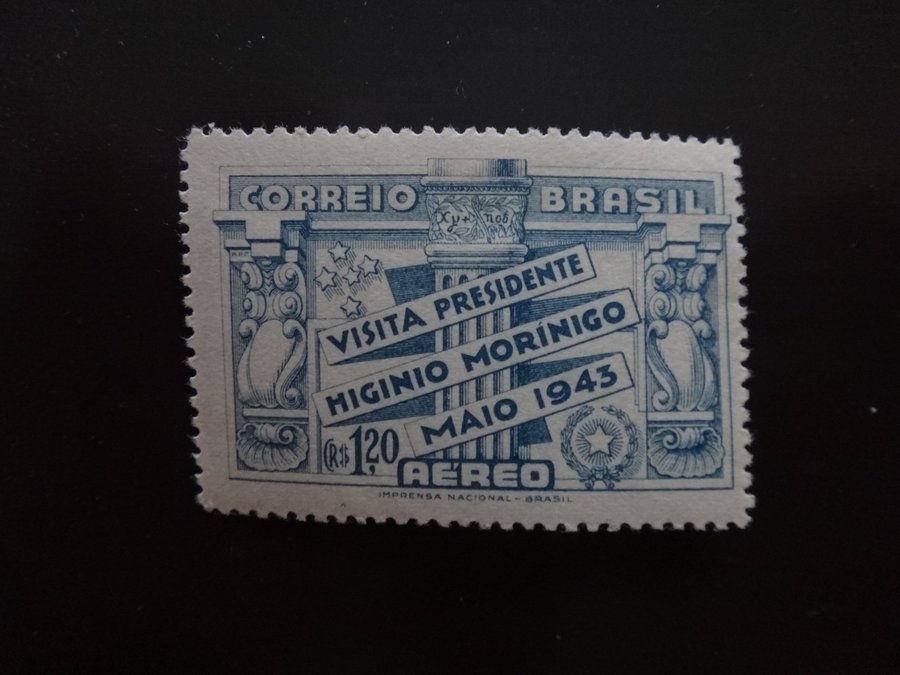 CORREIO BRASIL
VISITA PRESIDENTE
HIGINIO MORÍNIGO
MAIO 1943
CR$ 1,20
AÉREO
IMPRENSA NACIONAL - BRASIL